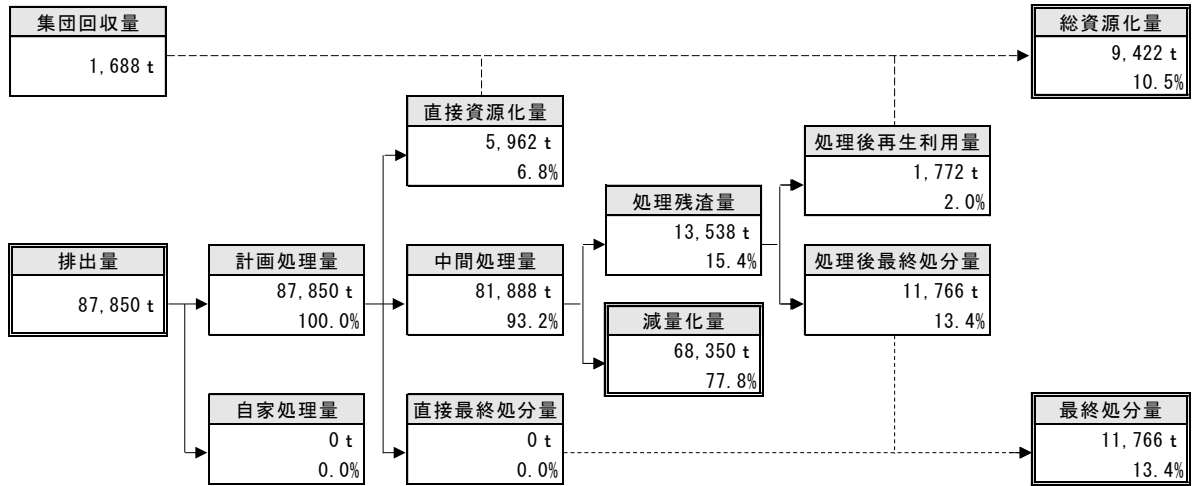 集団回収量
1,688 t
総資源化量
9,422 t
10.5%
直接資源化量
5,962 t
6.8%
処理後再生利用量
1,772 t
2.0%
処理残渣量
13,538 t
15.4%
排出量
87,850 t
計画処理量
87,850 t
100.0%
中間処理量
81,888 t
93.2%
処理後最終処分量
11,766 t
13.4%
減量化量
68,350 t
77.8%
自家処理量
0 t
0.0%
直接最終処分量
0 t
0.0%
最終処分量
11,766 t
13.4%